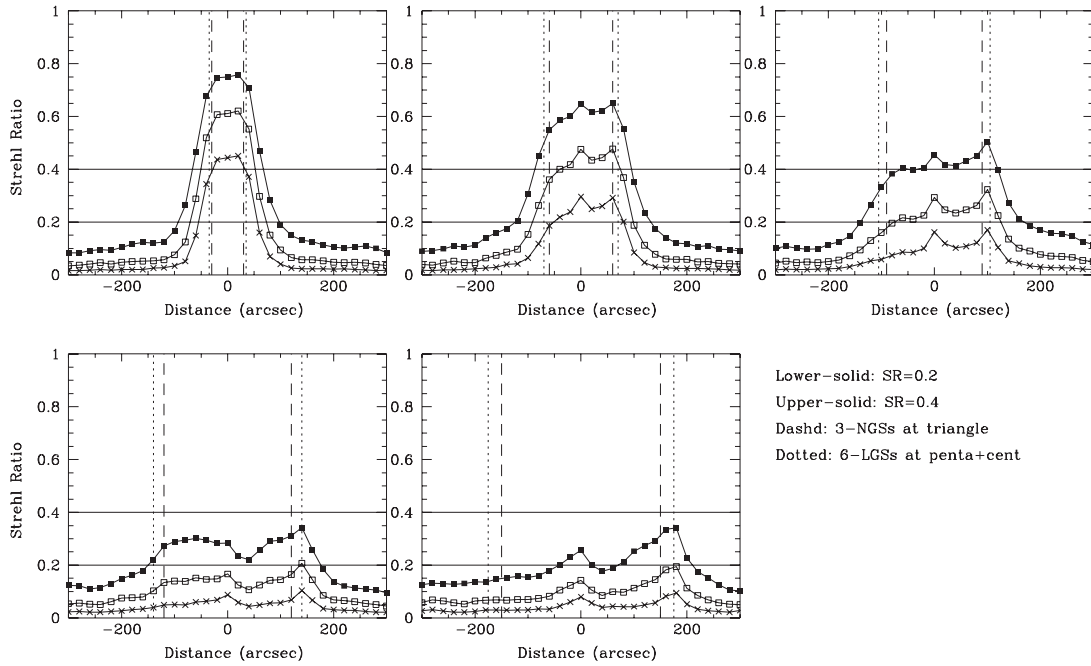 1
0.8
0.6
0.4
0.2
0
Strehl Ratio
−200 0 200
Distance (arcsec)
1
0.8
0.6
0.4
0.2
0
−200 0 200
Distance (arcsec)
1
0.8
0.6
0.4
0.2
0
−200 0 200
Distance (arcsec)
1
0.8
0.6
0.4
0.2
0
Strehl Ratio
−200 0 200
Distance (arcsec)
1
0.8
0.6
0.4
0.2
0
−200 0 200
Distance (arcsec)
Lower−solid: SR=0.2
Upper−solid: SR=0.4
Dashd: 3−NGSs at triangle
Dotted: 6−LGSs at penta+cent